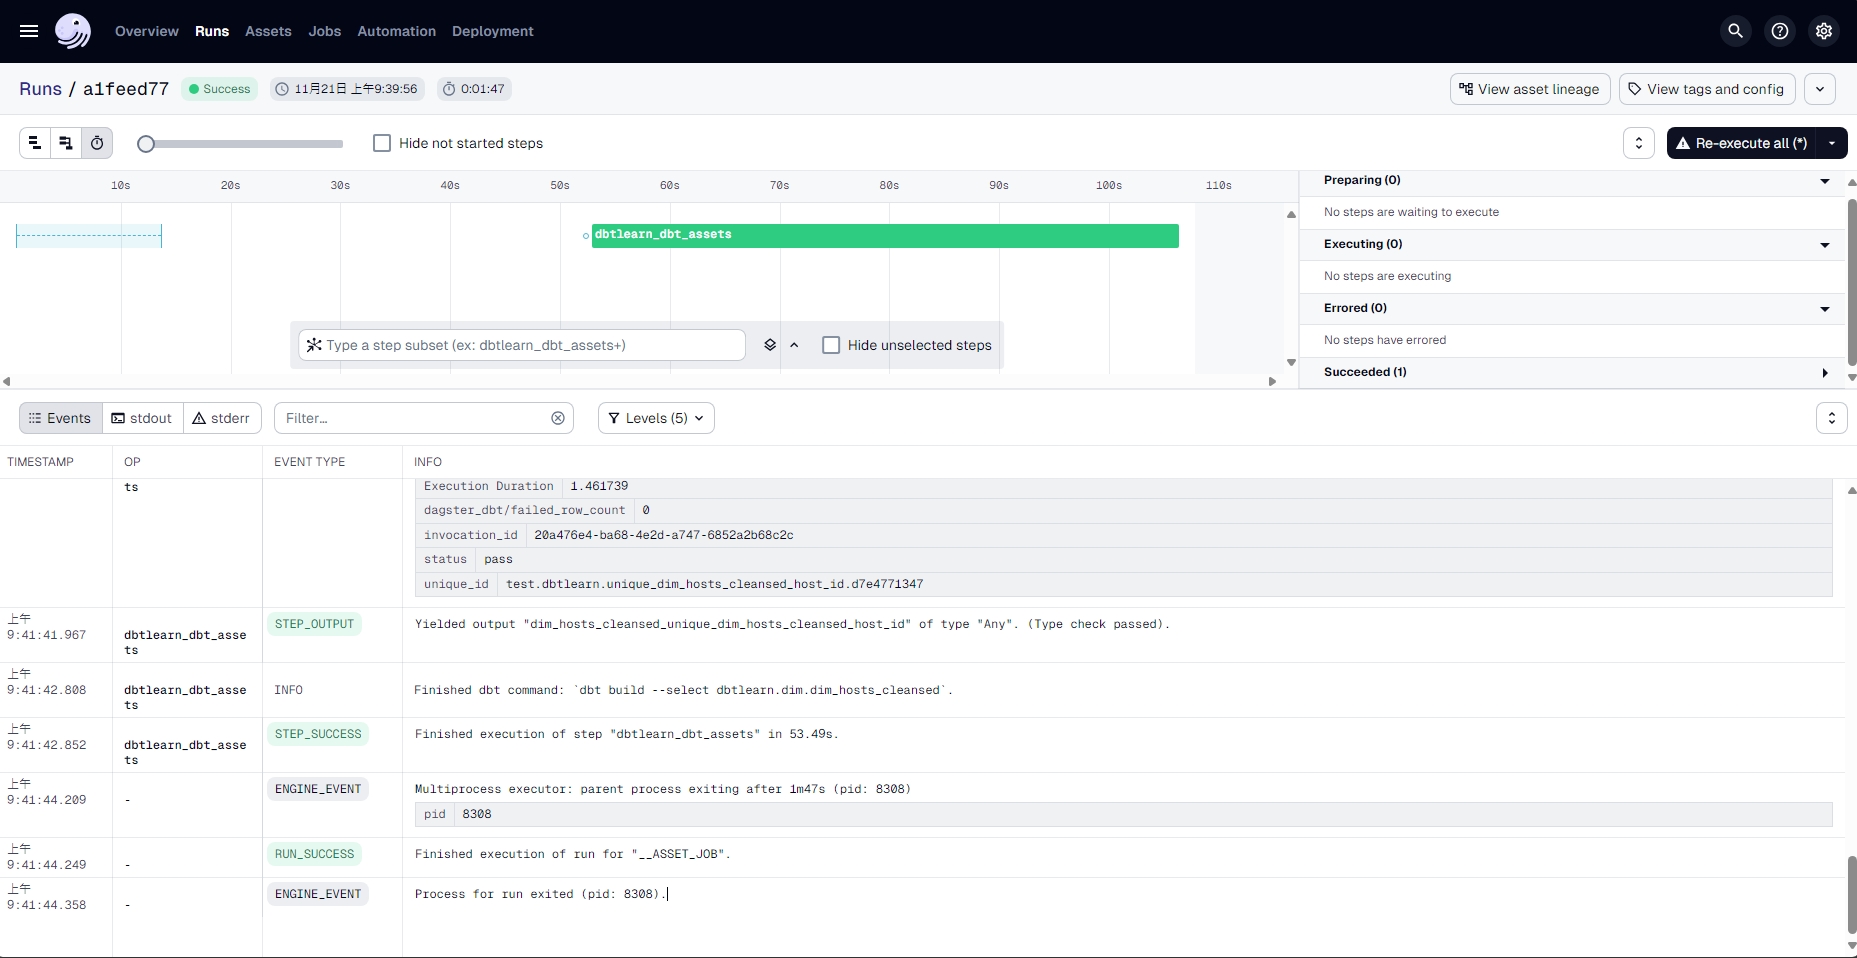 Overview Runs Assets Jobs Automation Deployment
Runs / a1feed77 Success 11月21日 上午9:39:56 0:01:47 View asset lineage View tags and config
Hide not started steps Re-execute all (*)
10s 20s 30s 40s 50s 60s 70s 80s 90s 100s 110s
dbtlearn_dbt_assets
Type a step subset (ex: dbtlearn_dbt_assets+) Hide unselected steps
Preparing (0)
No steps are waiting to execute
Executing (0)
No steps are executing
Errored (0)
No steps have errored
Succeeded (1)
Events stdout stderr Filter… Levels (5)
TIMESTAMP OP EVENT TYPE INFO
ts
Execution Duration 1.461739
dagster_dbt/failed_row_count 0
invocation_id 20a476e4-ba68-4e2d-a747-6852a2b68c2c
status pass
unique_id test.dbtlearn.unique_dim_hosts_cleansed_host_id.d7e4771347
上午
9:41:41.967
dbtlearn_dbt_asse
ts
STEP_OUTPUT
Yielded output "dim_hosts_cleansed_unique_dim_hosts_cleansed_host_id" of type "Any". (Type check passed).
上午
9:41:42.808
dbtlearn_dbt_asse
ts
INFO
Finished dbt command: `dbt build --select dbtlearn.dim.dim_hosts_cleansed`.
上午
9:41:42.852
dbtlearn_dbt_asse
ts
STEP_SUCCESS
Finished execution of step "dbtlearn_dbt_assets" in 53.49s.
上午
9:41:44.209
-
ENGINE_EVENT
Multiprocess executor: parent process exiting after 1m47s (pid: 8308)
pid 8308
上午
9:41:44.249
-
RUN_SUCCESS
Finished execution of run for "__ASSET_JOB".
上午
9:41:44.358
-
ENGINE_EVENT
Process for run exited (pid: 8308).